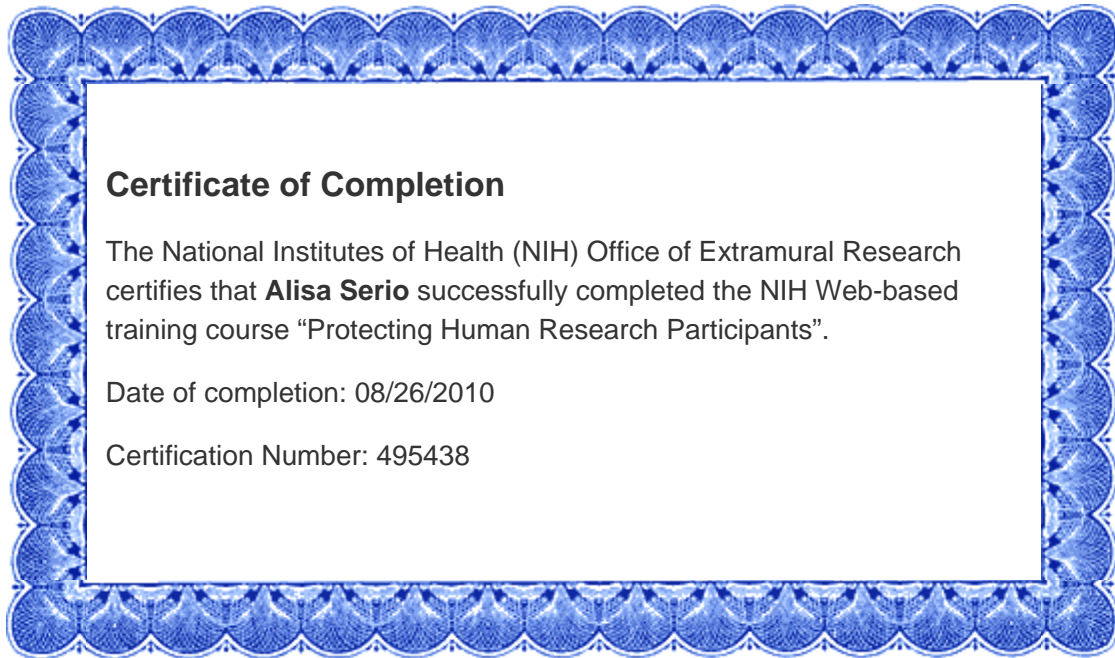 Certificate of Completion
The National Institutes of Health (NIH) Office of Extramural Research
certifies that Alisa Serio successfully completed the NIH Web-based
training course “Protecting Human Research Participants”.
Date of completion: 08/26/2010
Certification Number: 495438